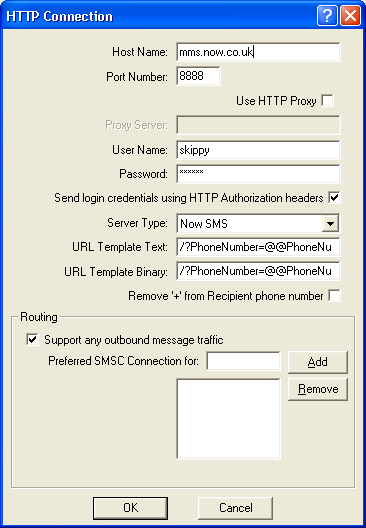 HTTP Connection
Host Name: mms.now.co.uk
Port Number: 8888
Use HTTP Proxy
Proxy Server:
User Name: skippy
Password: ******
Send login credentials using HTTP Authorization headers
Server Type: Now SMS
URL Template Text: /?PhoneNumber=@@PhoneNu
URL Template Binary: /?PhoneNumber=@@PhoneNu
Remove '+' from Recipient phone number
Routing
Support any outbound message traffic
Preferred SMSC Connection for: Add
Remove
OK Cancel